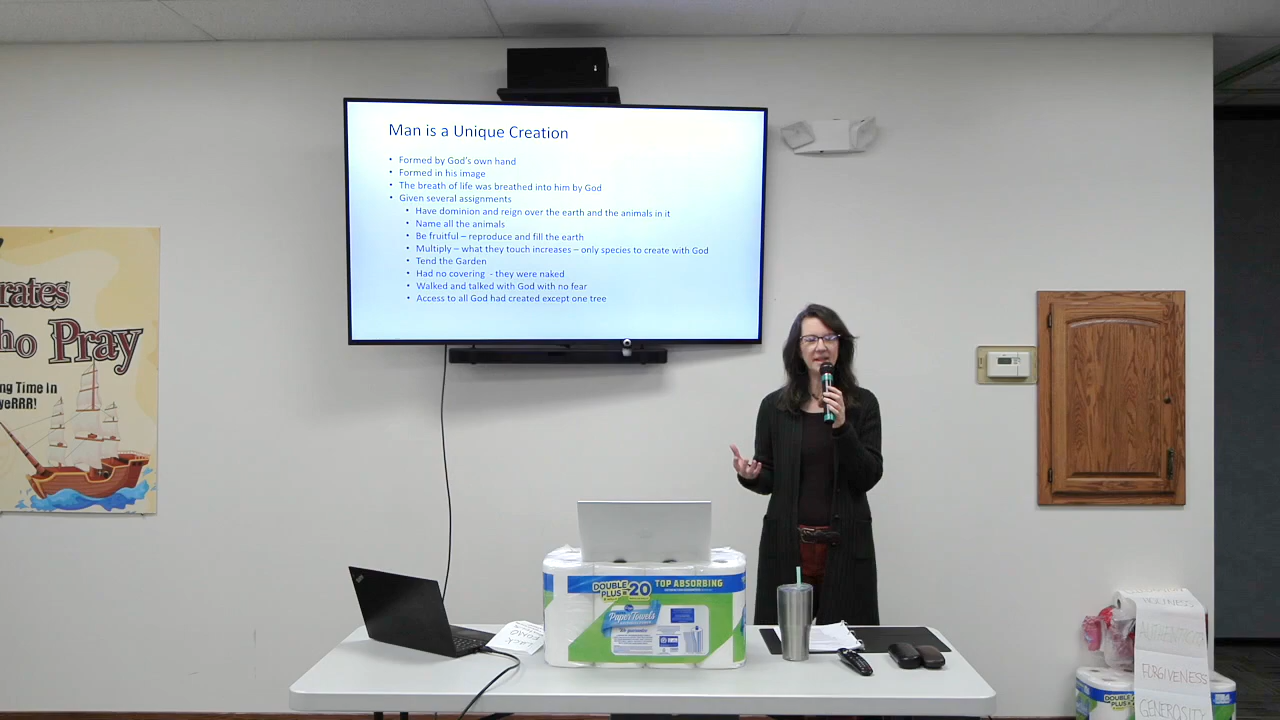 Man is a Unique Creation
• Formed by God's own hand
• Formed in his image
• The breath of life was breathed into him by God
• Given several assignments
• Have dominion and reign over the earth and the animals in it
• Name all the animals
• Be fruitful – reproduce and fill the earth
• Multiply – what they touch increases – only species to create with God
• Tend the Garden
• Had no covering - they were naked
• Walked and talked with God with no fear
• Access to all God had created except one tree
rates
ho Pray
ng Time In
yeRRR!
DOUBLE PLUS 20
TOP ABSORBING
Paper Towels
HOLINESS
FORGIVENESS
GENEROSITY
DOUBLE
PLUS